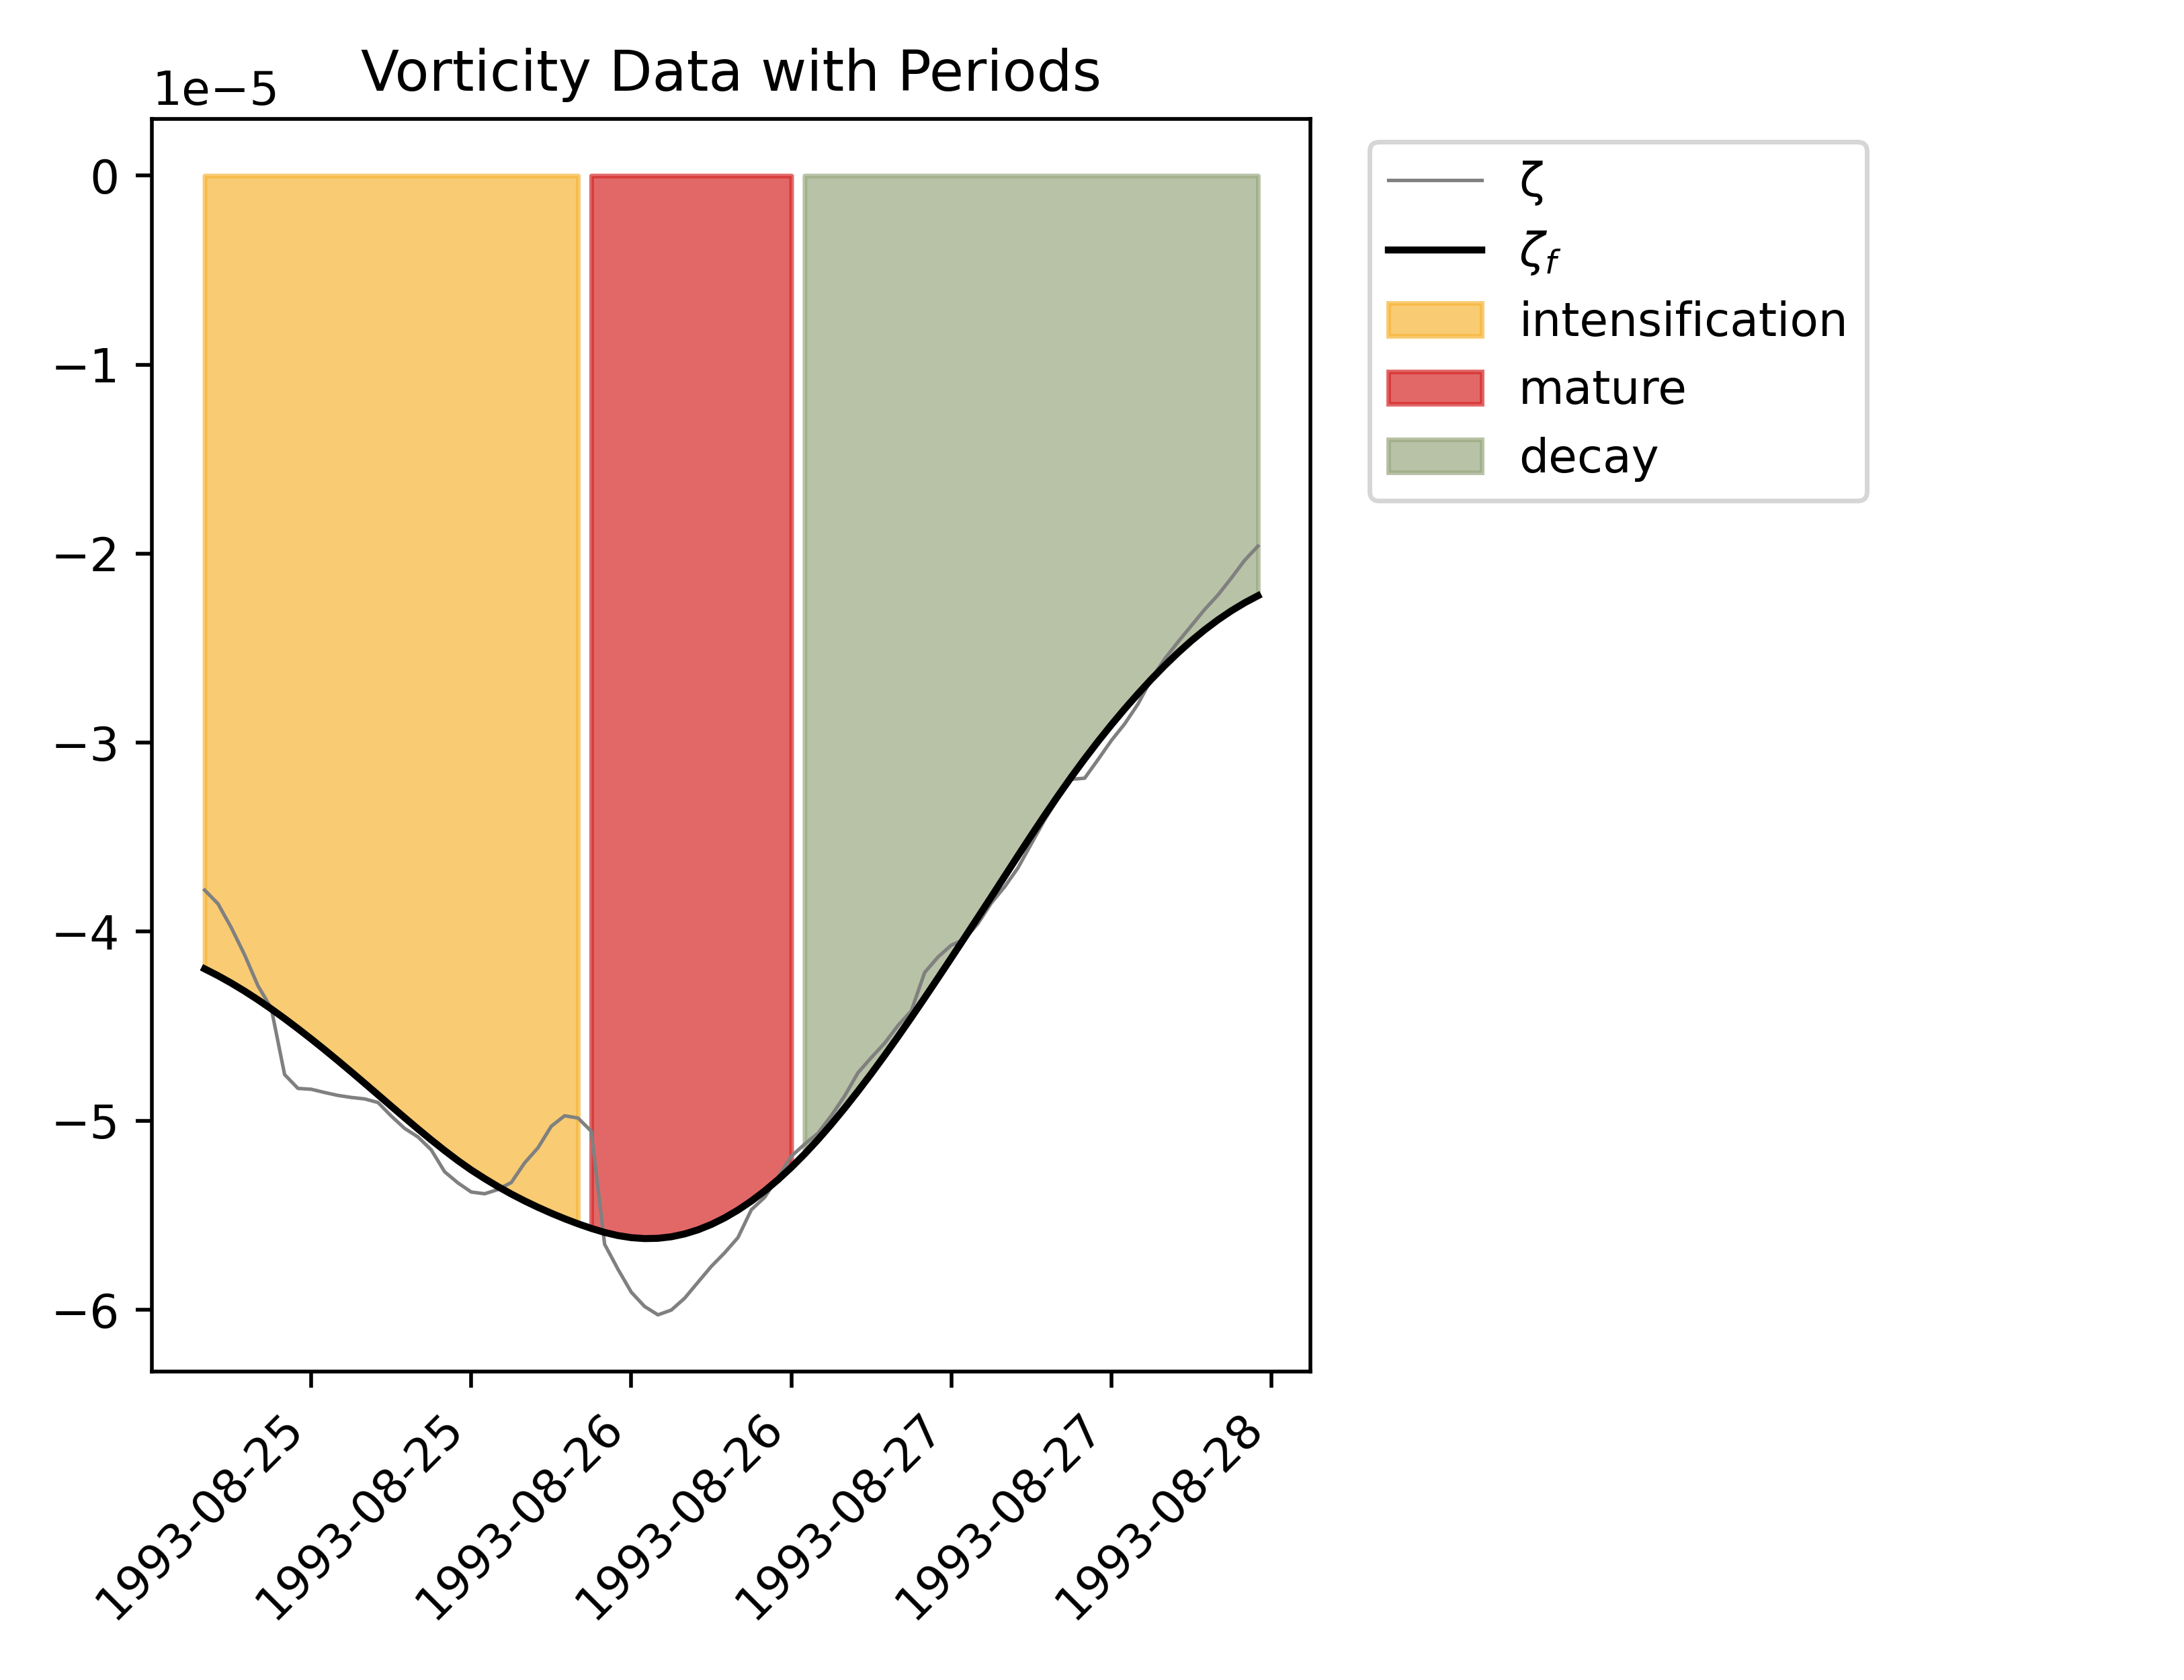 Vorticity Data with Periods
1e−5
0
−1
−2
−3
−4
−5
−6
1993-08-25
1993-08-25
1993-08-26
1993-08-26
1993-08-27
1993-08-27
1993-08-28
ζ
ζf
intensification
mature
decay